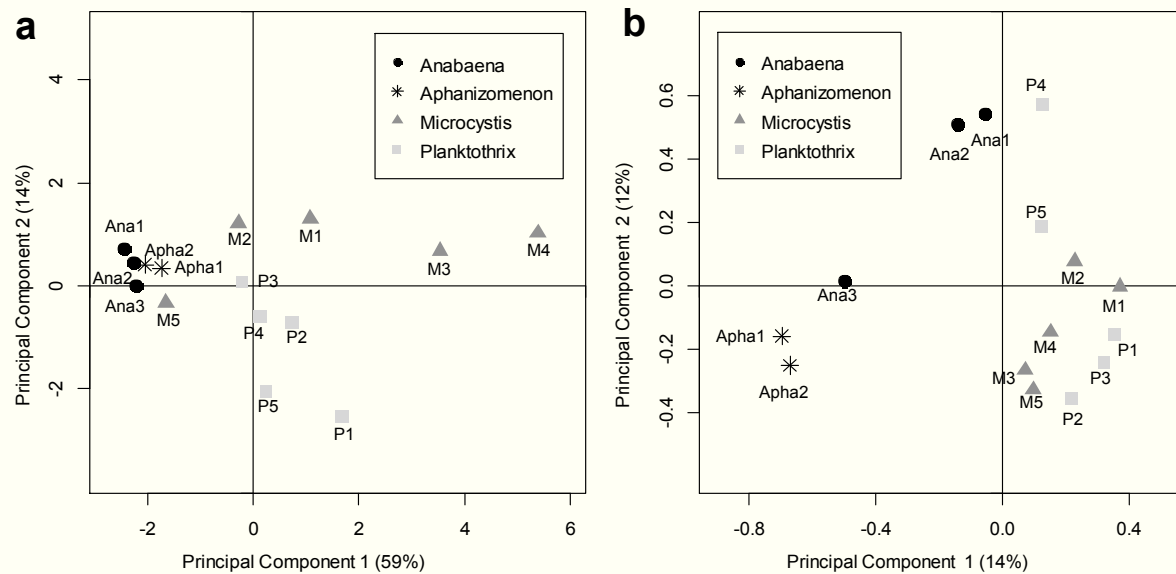 a
Anabaena
Aphanizomenon
Microcystis
Planktothrix
4
2
0
-2
Principal Component 2 (14%)
Ana1
Apha2
Apha1
Ana2
Ana3
M5
M2
M1
M3
M4
P3
P4
P2
P5
P1
-2
0
2
4
6
Principal Component 1 (59%)
b
Anabaena
Aphanizomenon
Microcystis
Planktothrix
0.6
0.4
0.2
0.0
-0.2
-0.4
Principal Component 2 (12%)
P4
Ana1
Ana2
P5
M2
Ana3
M1
Apha1
M4
P1
Apha2
M3
P3
M5
P2
-0.8
-0.4
0.0
0.4
Principal Component 1 (14%)